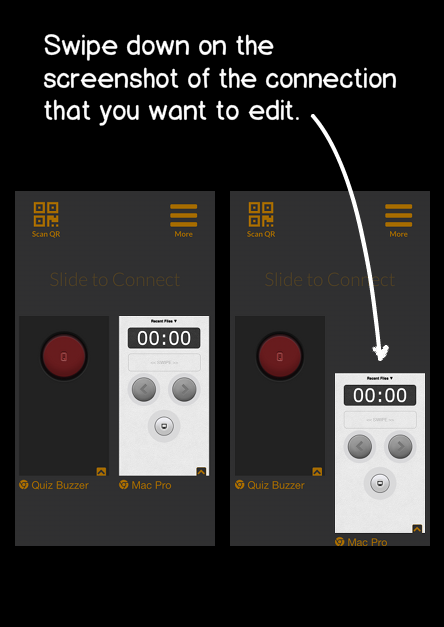 Swipe down on the
screenshot of the connection
that you want to edit.
Scan QR
More
Slide to Connect
Recent Files ▼
00:00
Quiz Buzzer
Mac Pro
Scan QR
More
Slide to Connect
Recent Files ▼
00:00
Quiz Buzzer
Mac Pro